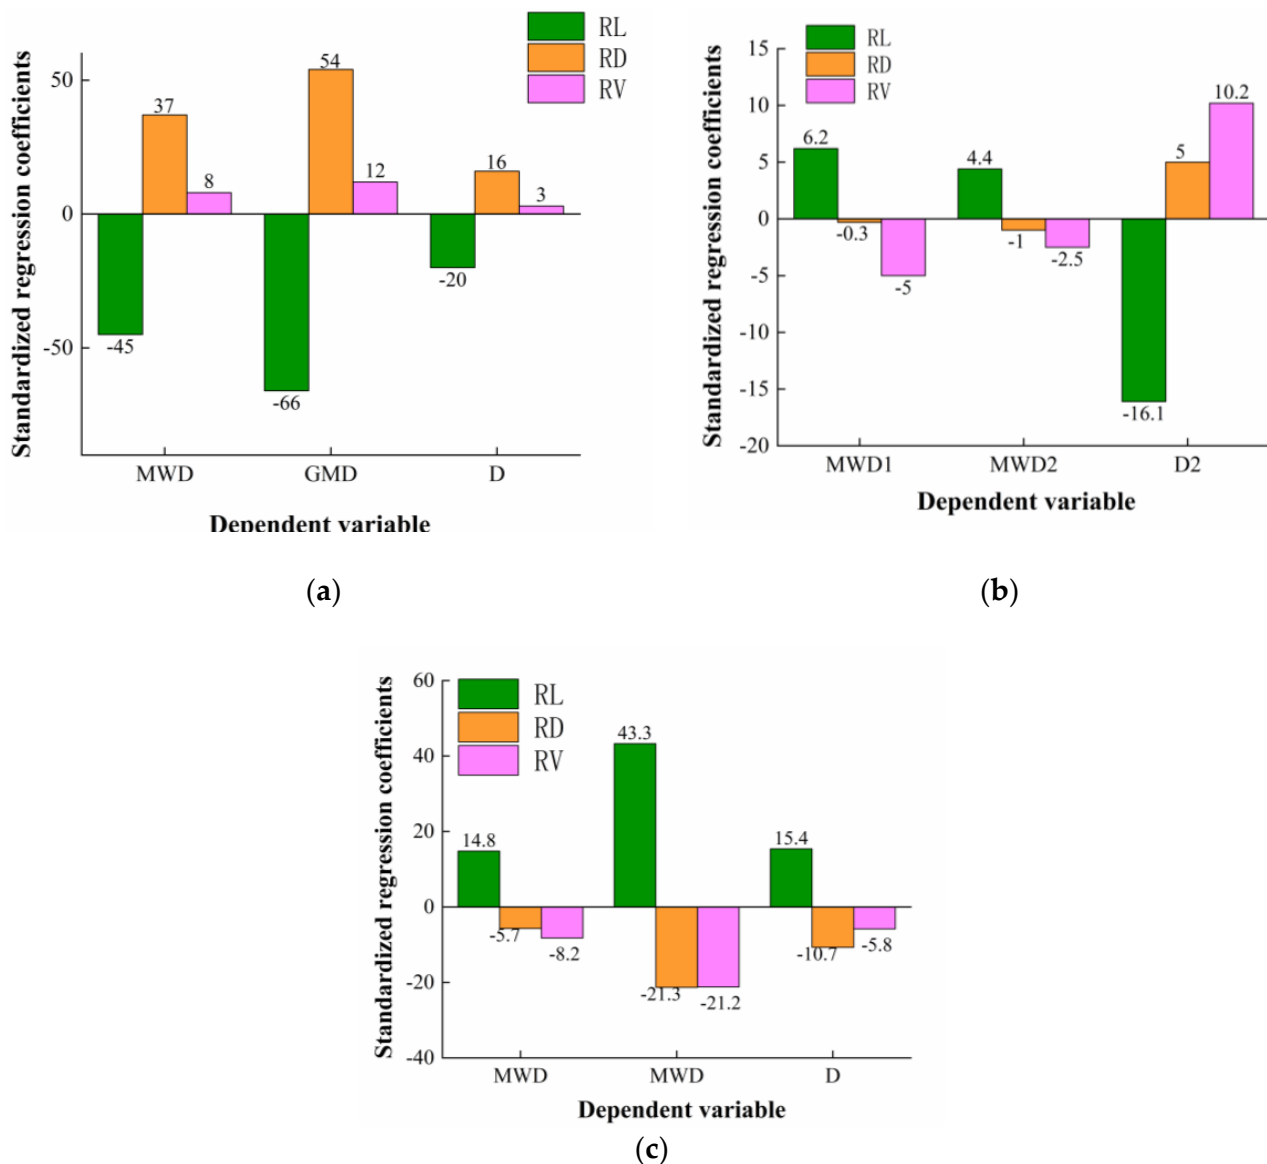 Standardized regression coefficients
RL
RD
RV
50
0
-50
37
8
-45
54
12
-66
16
3
-20
MWD GMD D
Dependent variable
(a)
Standardized regression coefficients
RL
RD
RV
15
10
5
0
-5
-10
-15
-20
6.2
-0.3
-5
4.4
-1
-2.5
5
10.2
-16.1
MWD1 MWD2 D2
Dependent variable
(b)
Standardized regression coefficients
RL
RD
RV
60
40
20
0
-20
-40
14.8
-5.7
-8.2
43.3
-21.3
-21.2
15.4
-10.7
-5.8
MWD MWD D
Dependent variable
(c)